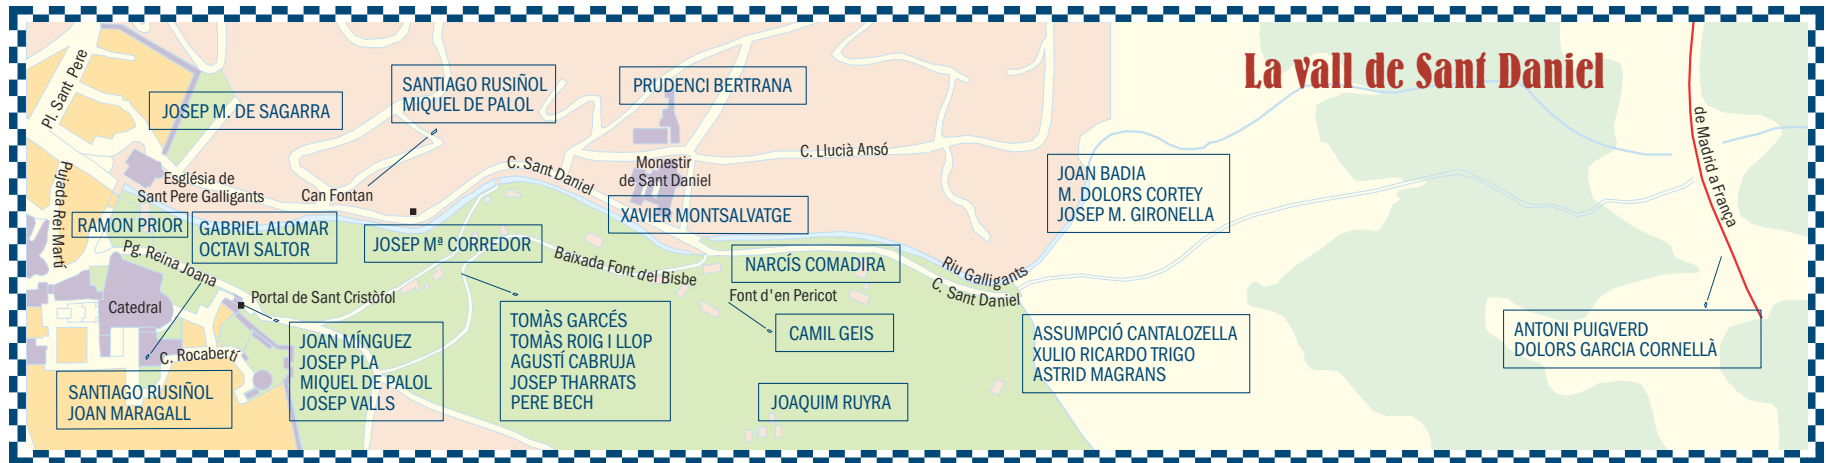 La vall de Sant Daniel
Pl. Sant Pere
JOSEP M. DE SAGARRA
SANTIAGO RUSIÑOL
MIQUEL DE PALOL
PRUDENCI BERTRANA
de Madrid a França
Pujada Rei Martí
Església de
Sant Pere Galligants
Can Fontan
C. Sant Daniel
Monestir
de Sant Daniel
C. Llucià Ansó
JOAN BADIA
M. DOLORS CORTEY
JOSEP M. GIRONELLA
RAMON PRIOR
GABRIEL ALOMAR
OCTAVI SALTOR
JOSEP Mª CORREDOR
XAVIER MONTSALVATGE
Pg. Reina Joana
Baixada Font del Bisbe
NARCÍS COMADIRA
Riu Galligants
C. Sant Daniel
Catedral
Portal de Sant Cristòfol
Font d'en Pericot
CAMIL GEIS
C. Rocabertí
JOAN MÍNGUEZ
JOSEP PLA
MIQUEL DE PALOL
JOSEP VALLS
TOMÀS GARCÉS
TOMÀS ROIG I LLOP
AGUSTÍ CABRUJA
JOSEP THARRATS
PERE BECH
ASSUMPCIÓ CANTALOZELLA
XULIO RICARDO TRIGO
ASTRID MAGRANS
ANTONI PUIGVERD
DOLORS GARCIA CORNELLÀ
SANTIAGO RUSIÑOL
JOAN MARAGALL
JOAQUIM RUYRA